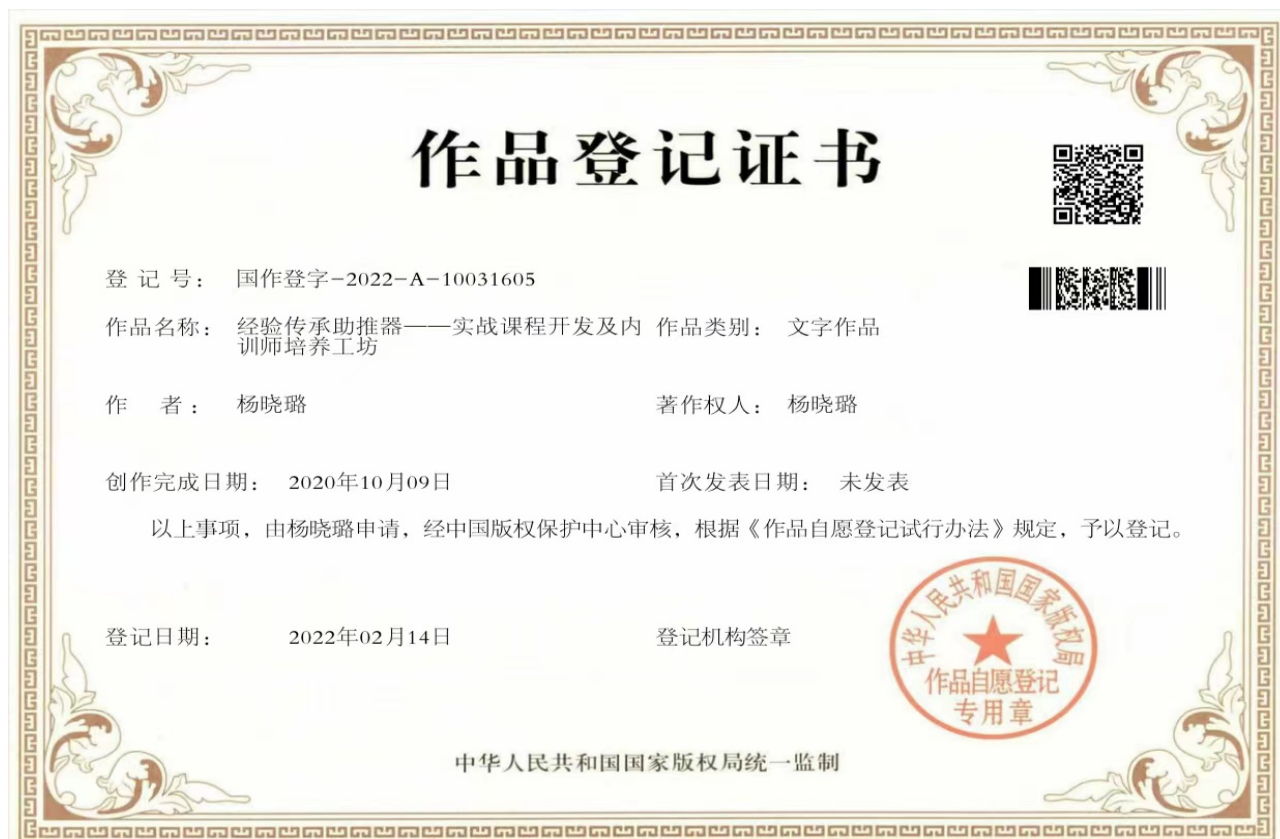 作品登记证书
登 记 号： 国作登字-2022-A-10031605
作品名称： 经验传承助推器——实战课程开发及内 作品类别： 文字作品
训师培养工坊
作 者： 杨晓璐 著作权人： 杨晓璐
创作完成日期： 2020年10月09日 首次发表日期： 未发表
以上事项，由杨晓璐申请，经中国版权保护中心审核，根据《作品自愿登记试行办法》规定，予以登记。
登记日期： 2022年02月14日 登记机构签章
中华人民共和国国家版权局
作品自愿登记
专用章
中华人民共和国国家版权局统一监制